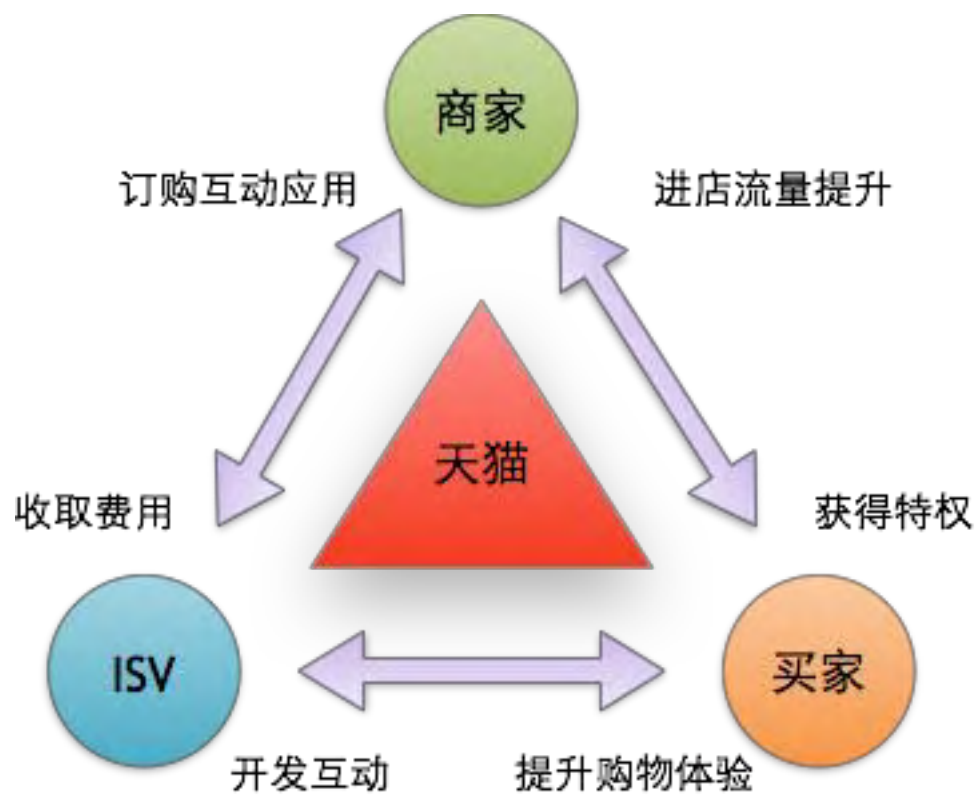 商家
订购互动应用
进店流量提升
天猫
收取费用
获得特权
ISV
买家
开发互动
提升购物体验